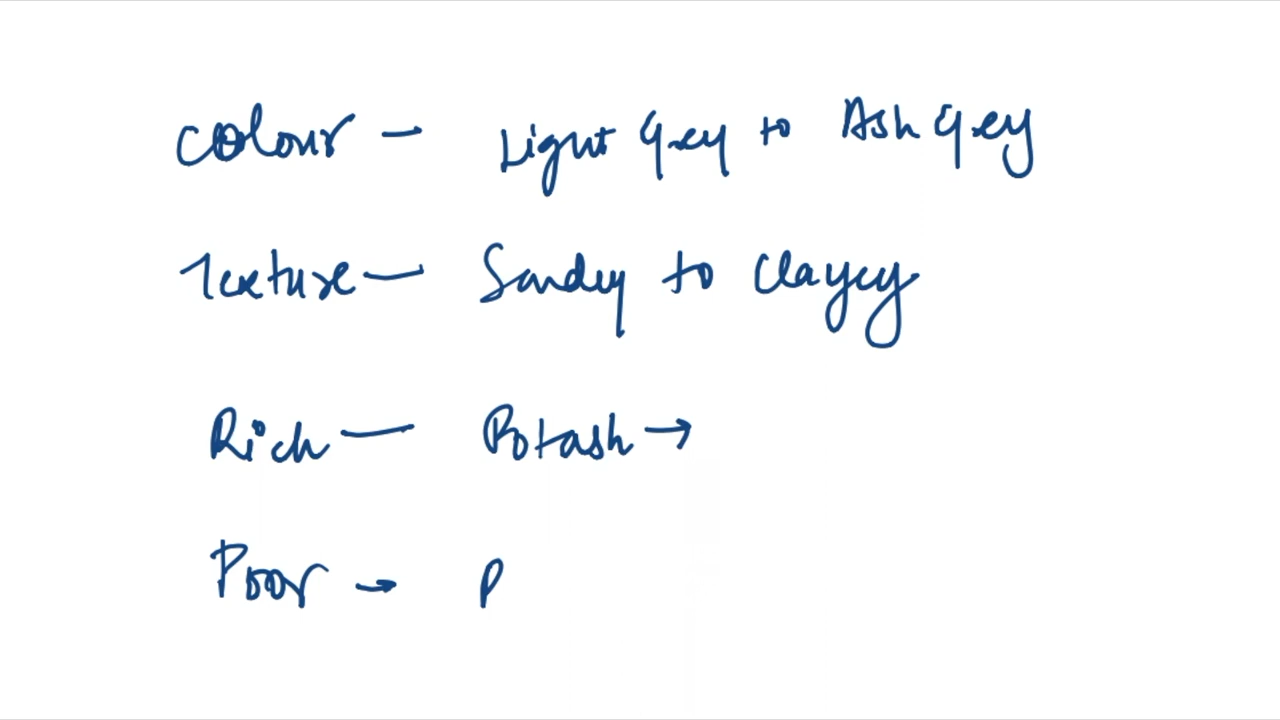 Colour - Light Grey to Ash Grey
Texture - Sandy to Clayey
Rich - Potash →
Poor → P